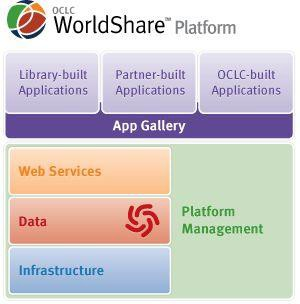 OCLC
WorldShare™ Platform
Library-built
Applications
Partner-built
Applications
OCLC-built
Applications
App Gallery
Web Services
Data
Infrastructure
Platform
Management